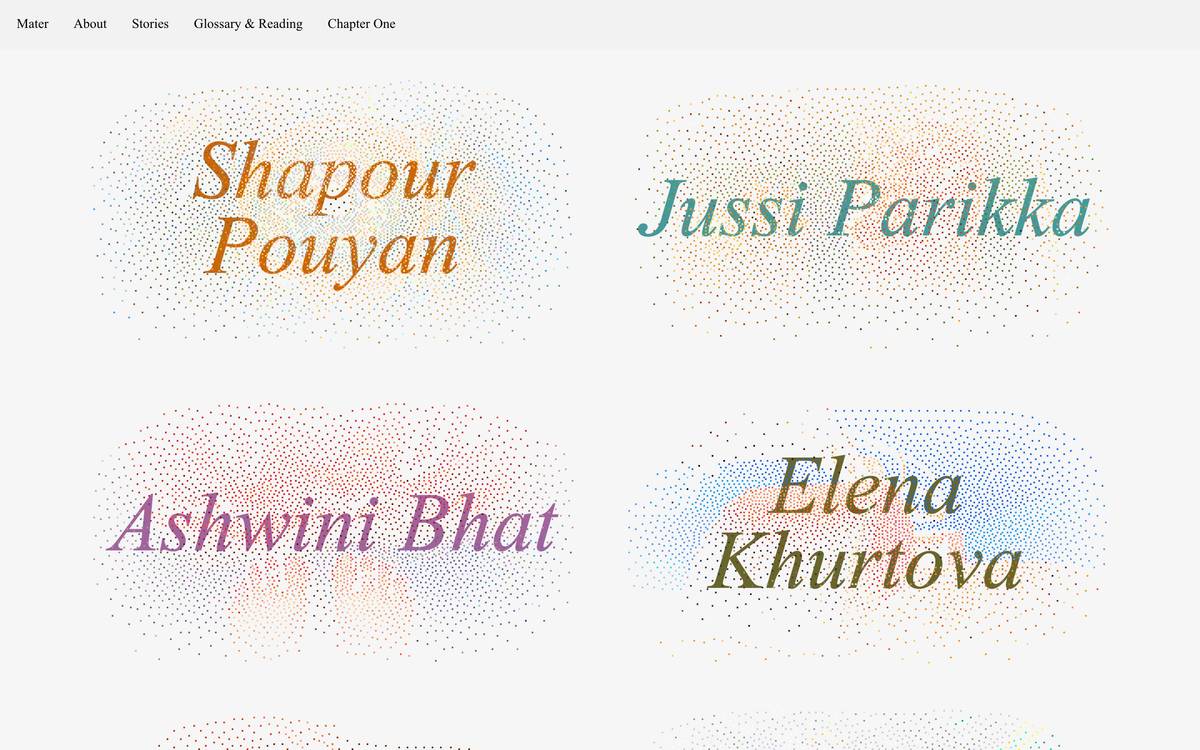 Mater About Stories Glossary & Reading Chapter One
Shapour
Pouyan
Jussi Parikka
Ashwini Bhat
Elena
Khurtova